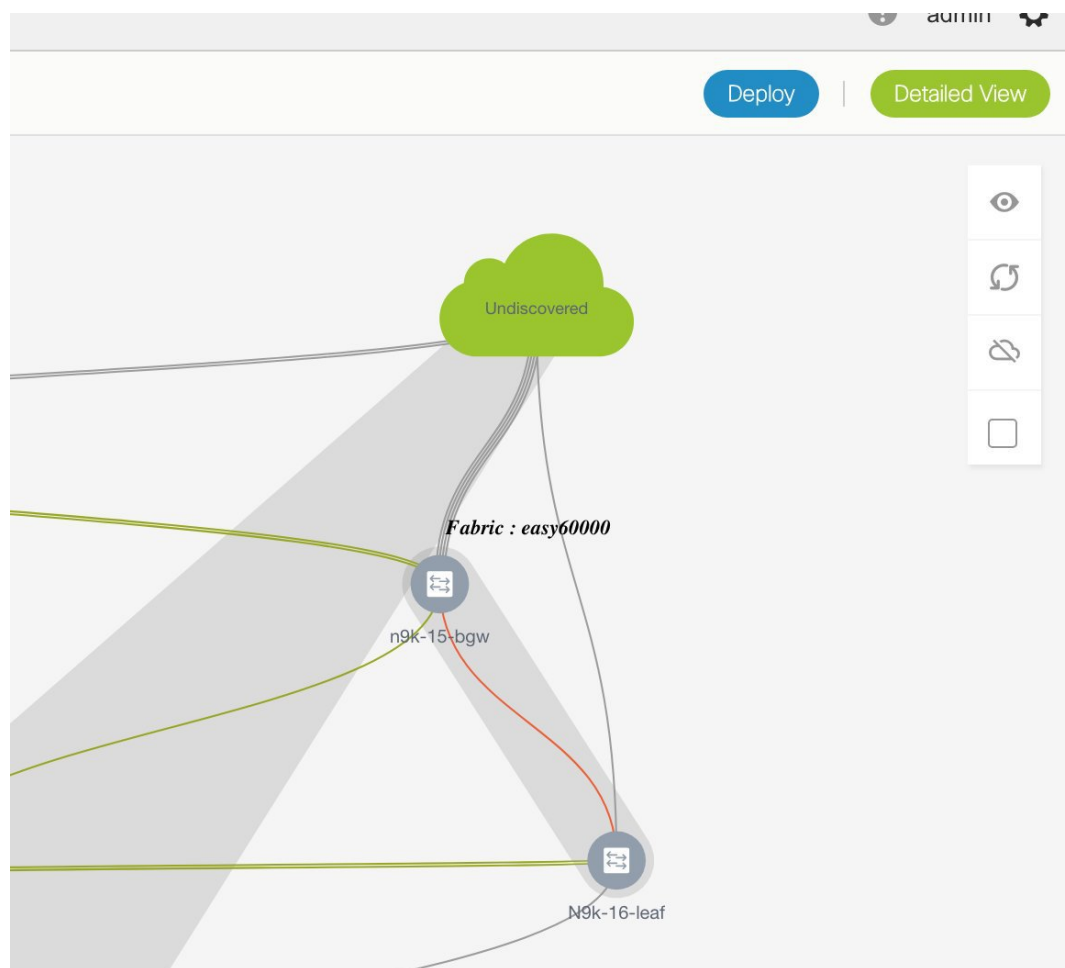 admin
Deploy
Detailed View
Undiscovered
Fabric : easy60000
n9k-15-bgw
N9k-16-leaf